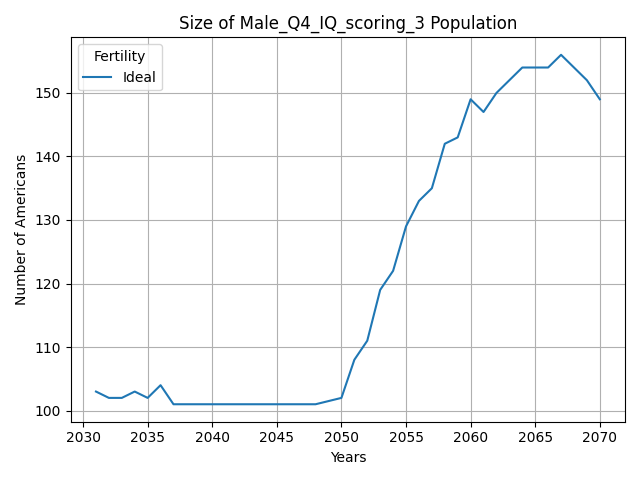 Size of Male_Q4_IQ_scoring_3 Population
Fertility
Ideal
Number of Americans
150
140
130
120
110
100
2030 2035 2040 2045 2050 2055 2060 2065 2070
Years